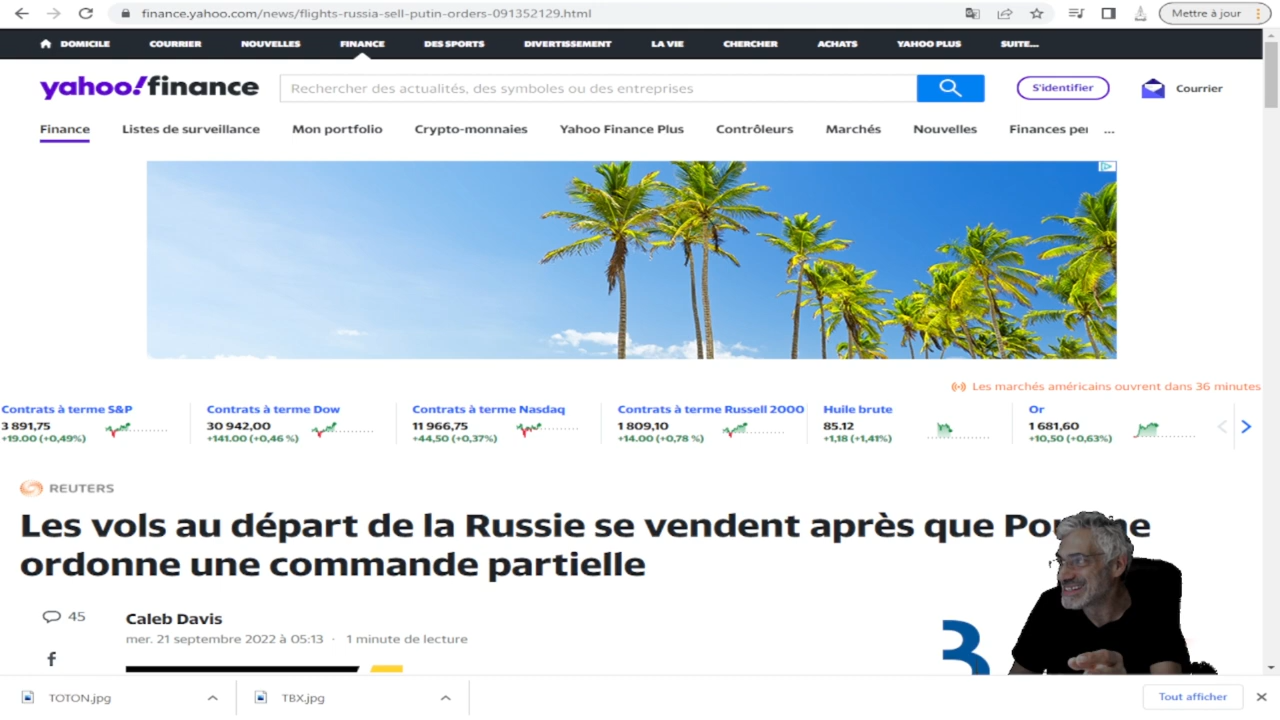 finance.yahoo.com/news/flights-russia-sell-putin-orders-091352129.html
Mettre à jour
DOMICILE COURRIER NOUVELLES FINANCE DES SPORTS DIVERTISSEMENT LA VIE CHERCHER ACHATS YAHOO PLUS SUITE...
yahoo!finance
Rechercher des actualités, des symboles ou des entreprises
S'identifier
Courrier
Finance Listes de surveillance Mon portfolio Crypto-monnaies Yahoo Finance Plus Contrôleurs Marchés Nouvelles Finances ...
Les marchés américains ouvrent dans 36 minutes
Contrats à terme S&P Contrats à terme Dow Contrats à terme Nasdaq Contrats à terme Russell 2000 Huile brute Or
3 891,75 30 942,00 11 966,75 1 809,10 85.12 1 681,60
+19.00 (+0,49%) +141.00 (+0,46 %) +44,50 (+0,37%) +14.00 (+0,78 %) +1,18 (+1,41%) +10,50 (+0,63%)
REUTERS
Les vols au départ de la Russie se vendent après que
ordonne une commande partielle
45
Caleb Davis
mer. 21 septembre 2022 à 05:13 · 1 minute de lecture
f
3
TOTON.jpg
TBX.jpg
Tout afficher